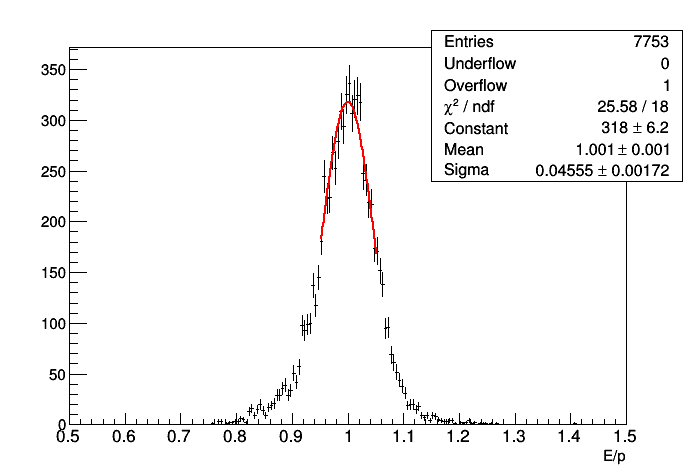 Entries 7753
Underflow 0
Overflow 1
χ² / ndf 25.58 / 18
Constant 318 ± 6.2
Mean 1.001 ± 0.001
Sigma 0.04555 ± 0.00172
350
300
250
200
150
100
50
0
0.5 0.6 0.7 0.8 0.9 1 1.1 1.2 1.3 1.4 1.5
E/p